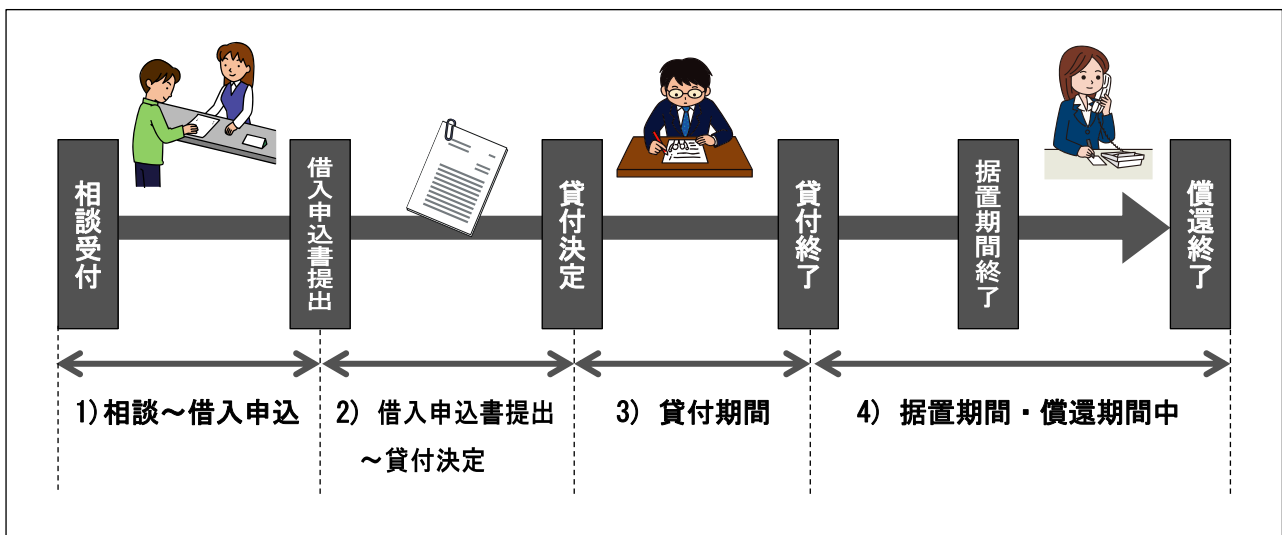 相談受付
借入申込書提出
貸付決定
貸付終了
据置期間終了
償還終了
1)相談～借入申込
2) 借入申込書提出
～貸付決定
3) 貸付期間
4) 据置期間・償還期間中